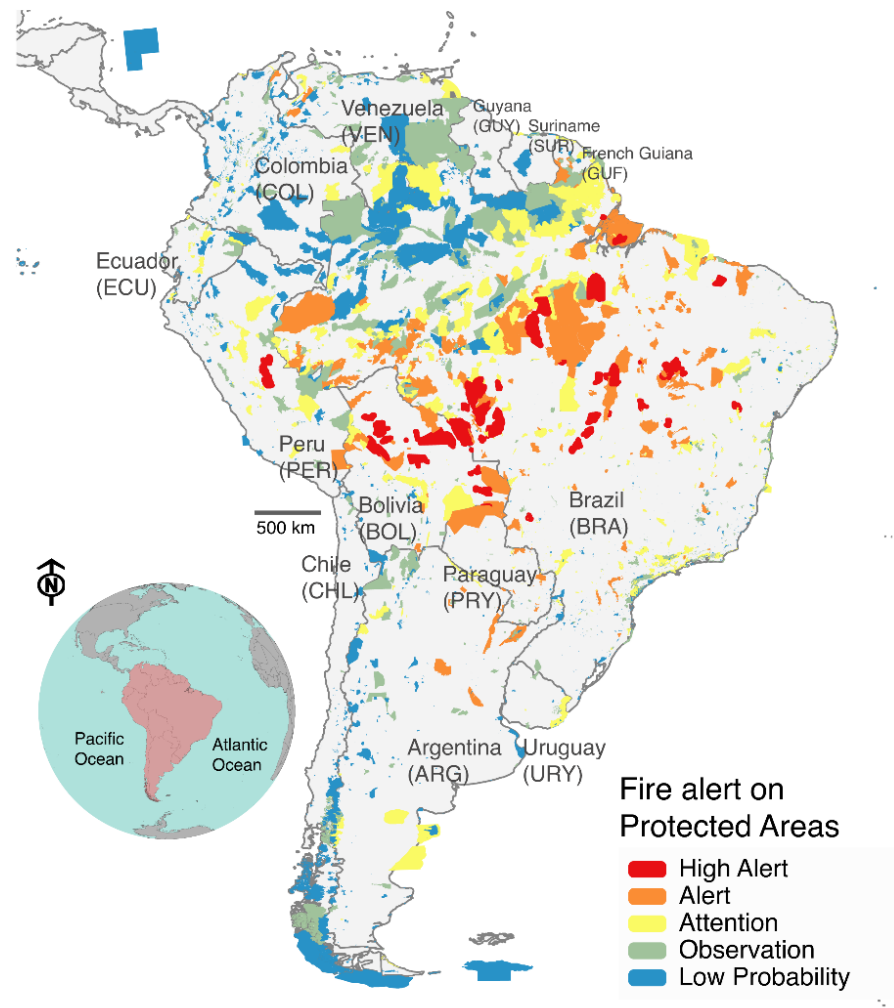 Venezuela
(VEN)
Guyana
(GUY)
Suriname
(SUR)
French Guiana
(GUF)
Colombia
(COL)
Ecuador
(ECU)
Peru
(PER)
Bolivia
(BOL)
Brazil
(BRA)
500 km
Chile
(CHL)
Paraguay
(PRY)
N
Pacific
Ocean
Atlantic
Ocean
Argentina
(ARG)
Uruguay
(URY)
Fire alert on
Protected Areas
High Alert
Alert
Attention
Observation
Low Probability